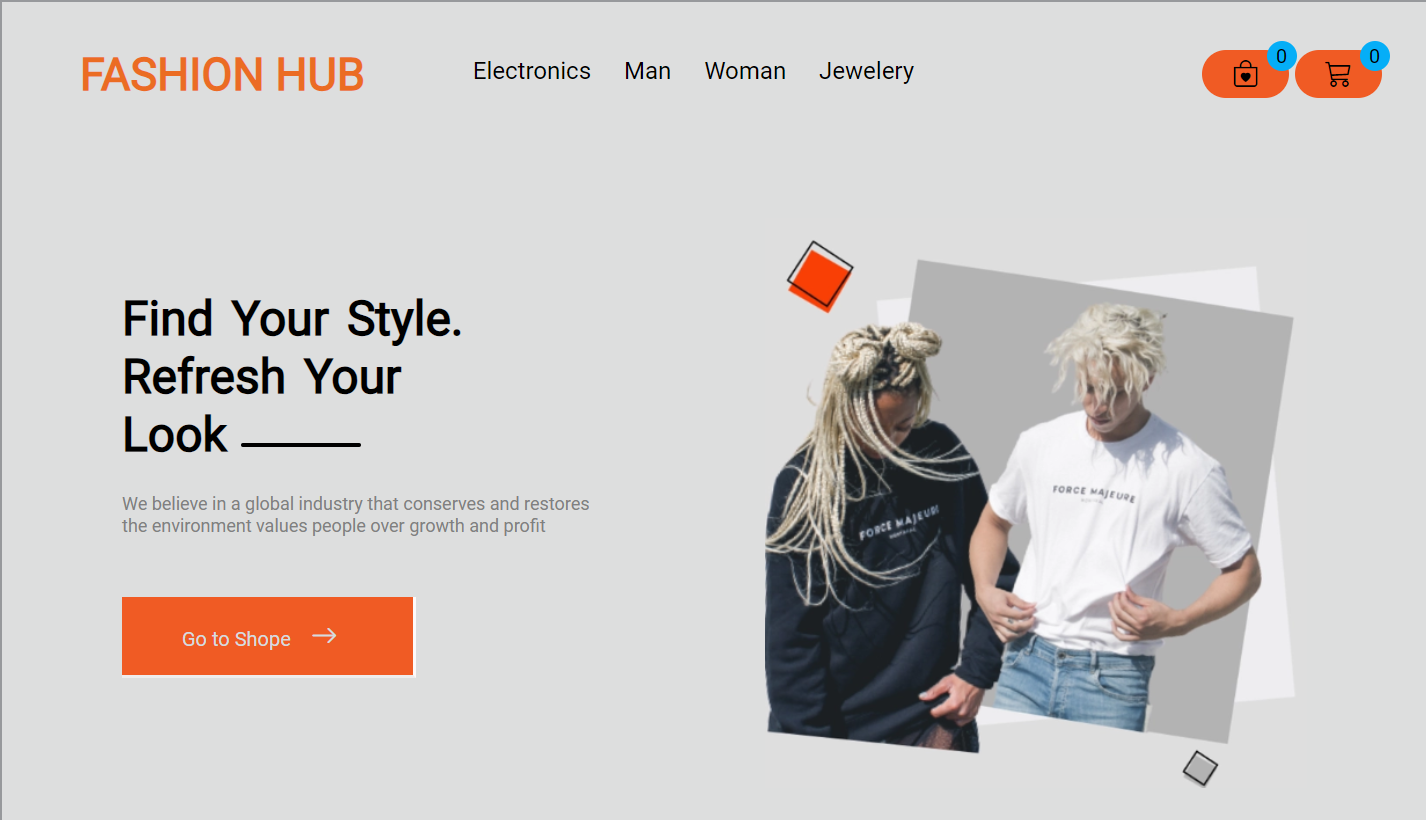 FASHION HUB
Electronics Man Woman Jewelery
0 0
Find Your Style.
Refresh Your
Look
We believe in a global industry that conserves and restores
the environment values people over growth and profit
Go to Shope
FORCE MAJEURE
FORCE MAJEURE